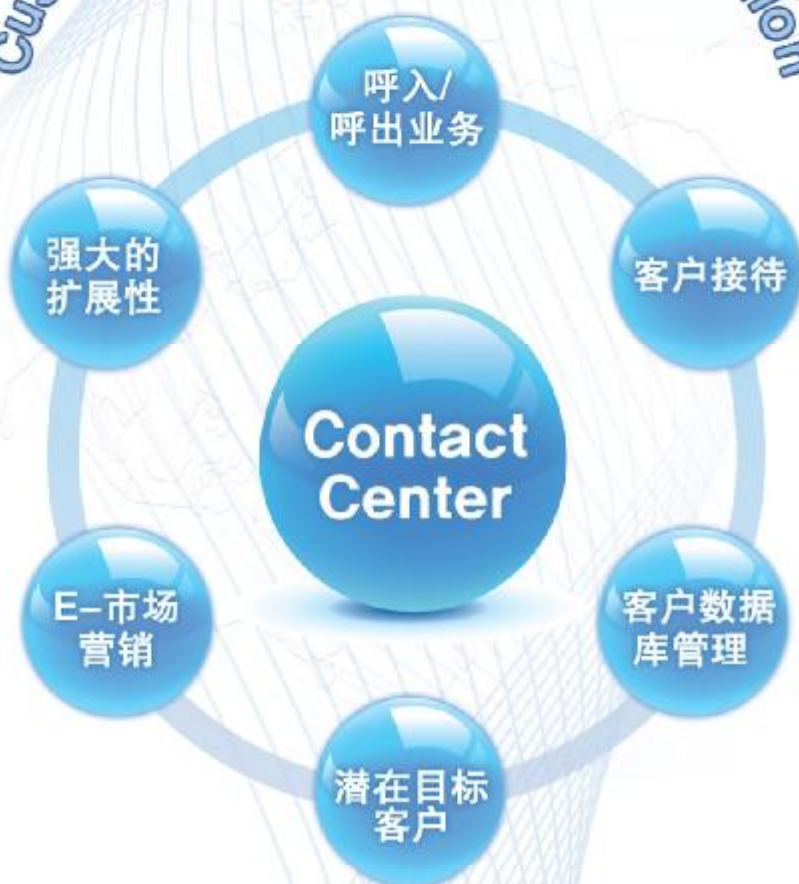 呼入/
呼出业务
强大的
扩展性
客户接待
Contact
Center
E-市场
营销
客户数据
库管理
潜在目标
客户